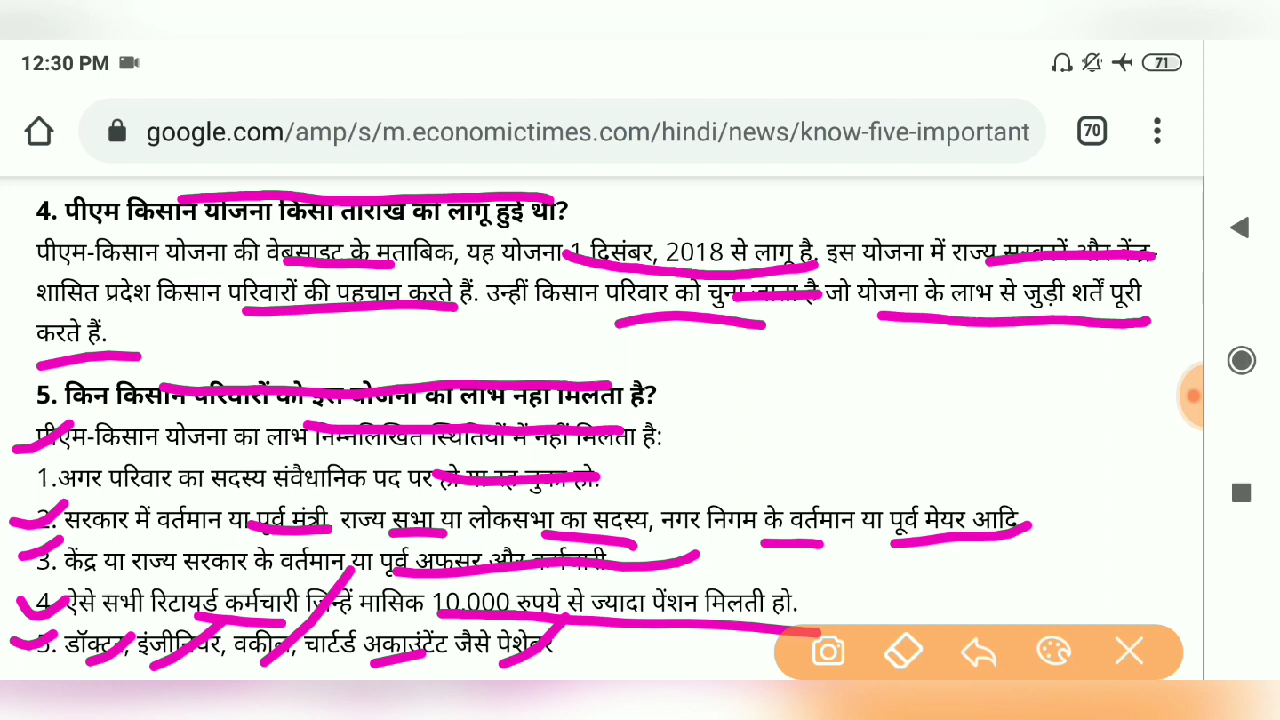 12:30 PM
71
google.com/amp/s/m.economictimes.com/hindi/news/know-five-important
70
4. पीएम किसान योजना किसी तारीख को लागू हुई थी?
पीएम-किसान योजना की वेबसाइट के मुताबिक, यह योजना 1 दिसंबर, 2018 से लागू है. इस योजना में राज्य सरकारें और केंद्र-
शासित प्रदेश किसान परिवारों की पहचान करते हैं. उन्हीं किसान परिवार को चुना जाता है जो योजना के लाभ से जुड़ी शर्तें पूरी
करते हैं.
5. किन किसान परिवारों को इस योजना का लाभ नहीं मिलता है?
पीएम-किसान योजना का लाभ निम्नलिखित स्थितियों में नहीं मिलता है:
1.अगर परिवार का सदस्य संवैधानिक पद पर हो या रह चुका हो.
2. सरकार में वर्तमान या पूर्व मंत्री, राज्य सभा या लोकसभा का सदस्य, नगर निगम के वर्तमान या पूर्व मेयर आदि
3. केंद्र या राज्य सरकार के वर्तमान या पूर्व अफसर और कर्मचारी
4. ऐसे सभी रिटायर्ड कर्मचारी जिन्हें मासिक 10,000 रुपये से ज्यादा पेंशन मिलती हो.
5. डॉक्टर, इंजीनियर, वकील, चार्टर्ड अकाउंटेंट जैसे पेशेवर